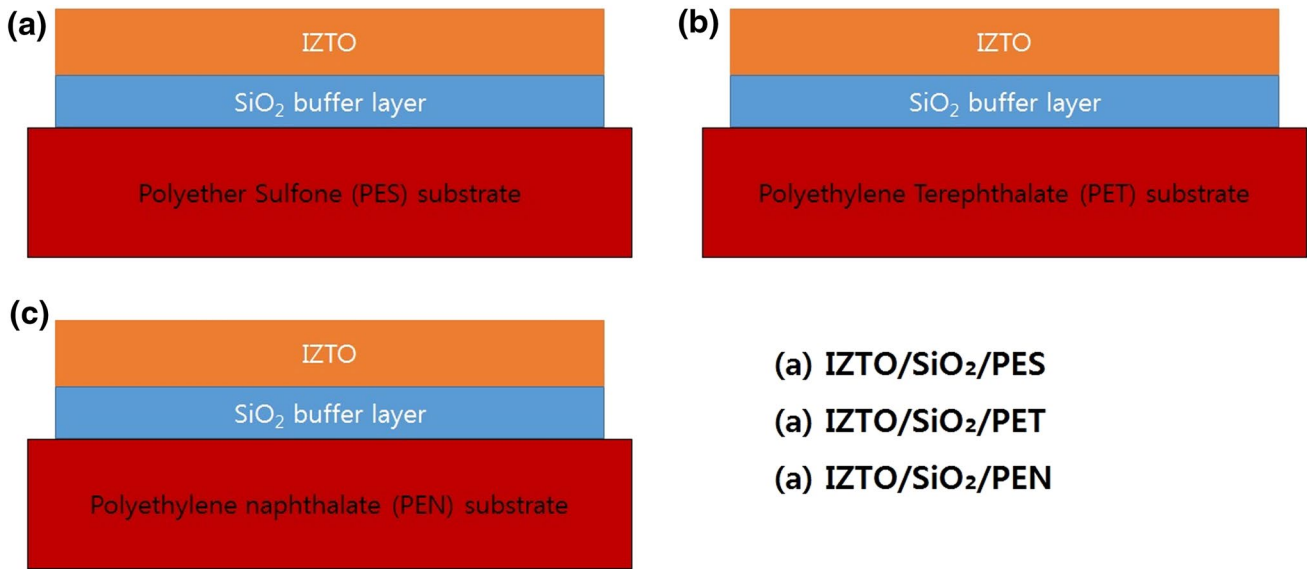 (a)
IZTO
SiO₂ buffer layer
Polyether Sulfone (PES) substrate
(b)
IZTO
SiO₂ buffer layer
Polyethylene Terephthalate (PET) substrate
(c)
IZTO
SiO₂ buffer layer
Polyethylene naphthalate (PEN) substrate
(a) IZTO/SiO₂/PES
(a) IZTO/SiO₂/PET
(a) IZTO/SiO₂/PEN